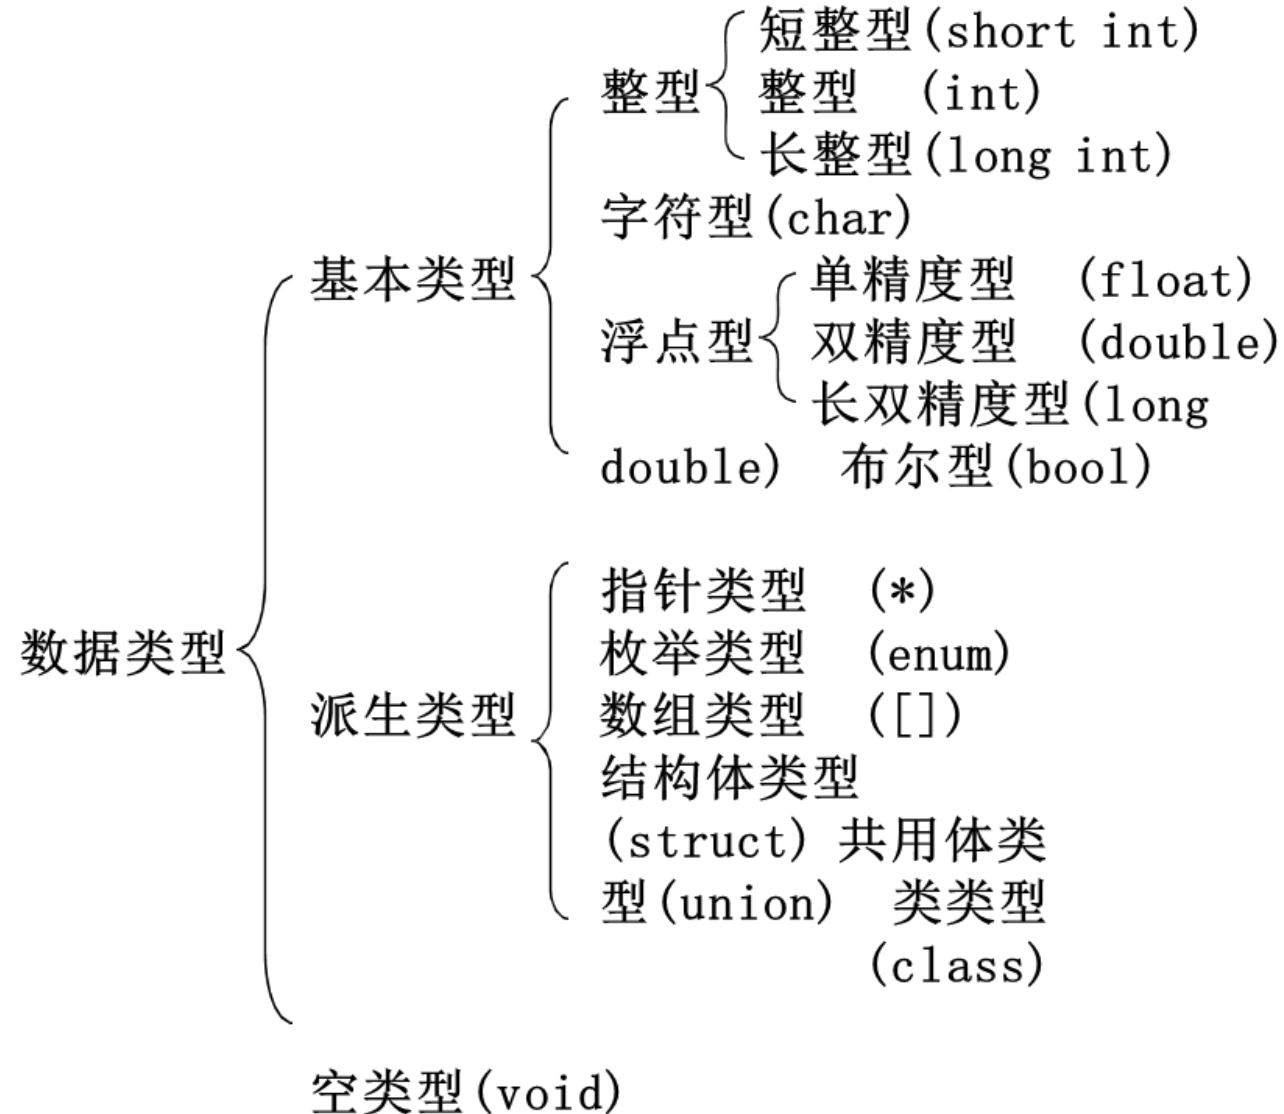 短整型(short int)
整型 整型 (int)
长整型(long int)
字符型(char)
基本类型 单精度型 (float)
浮点型 双精度型 (double)
长双精度型(long
double) 布尔型(bool)
指针类型 (*)
数据类型 枚举类型 (enum)
派生类型 数组类型 ([])
结构体类型
(struct) 共用体类
型(union) 类类型
(class)
空类型(void)